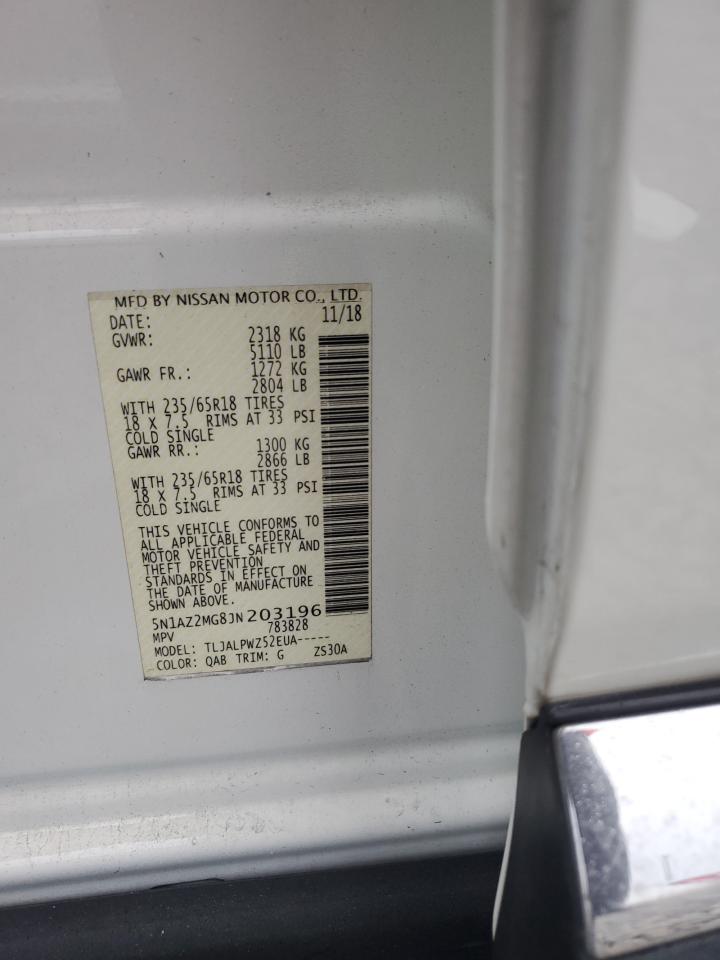 MFD BY NISSAN MOTOR CO., LTD.
DATE: 11/18
GVWR: 2318 KG
5110 LB
GAWR FR.: 1272 KG
2804 LB
WITH 235/65R18 TIRES
18 X 7.5 RIMS AT 33 PSI
COLD SINGLE
GAWR RR.: 1300 KG
2866 LB
WITH 235/65R18 TIRES
18 X 7.5 RIMS AT 33 PSI
COLD SINGLE
THIS VEHICLE CONFORMS TO
ALL APPLICABLE FEDERAL
MOTOR VEHICLE SAFETY AND
THEFT PREVENTION
STANDARDS IN EFFECT ON
THE DATE OF MANUFACTURE
SHOWN ABOVE.
5N1AZ2MG8JN203196
MPV 783828
MODEL: TLJALPWZ52EUA-----
COLOR: QAB TRIM: G ZS30A